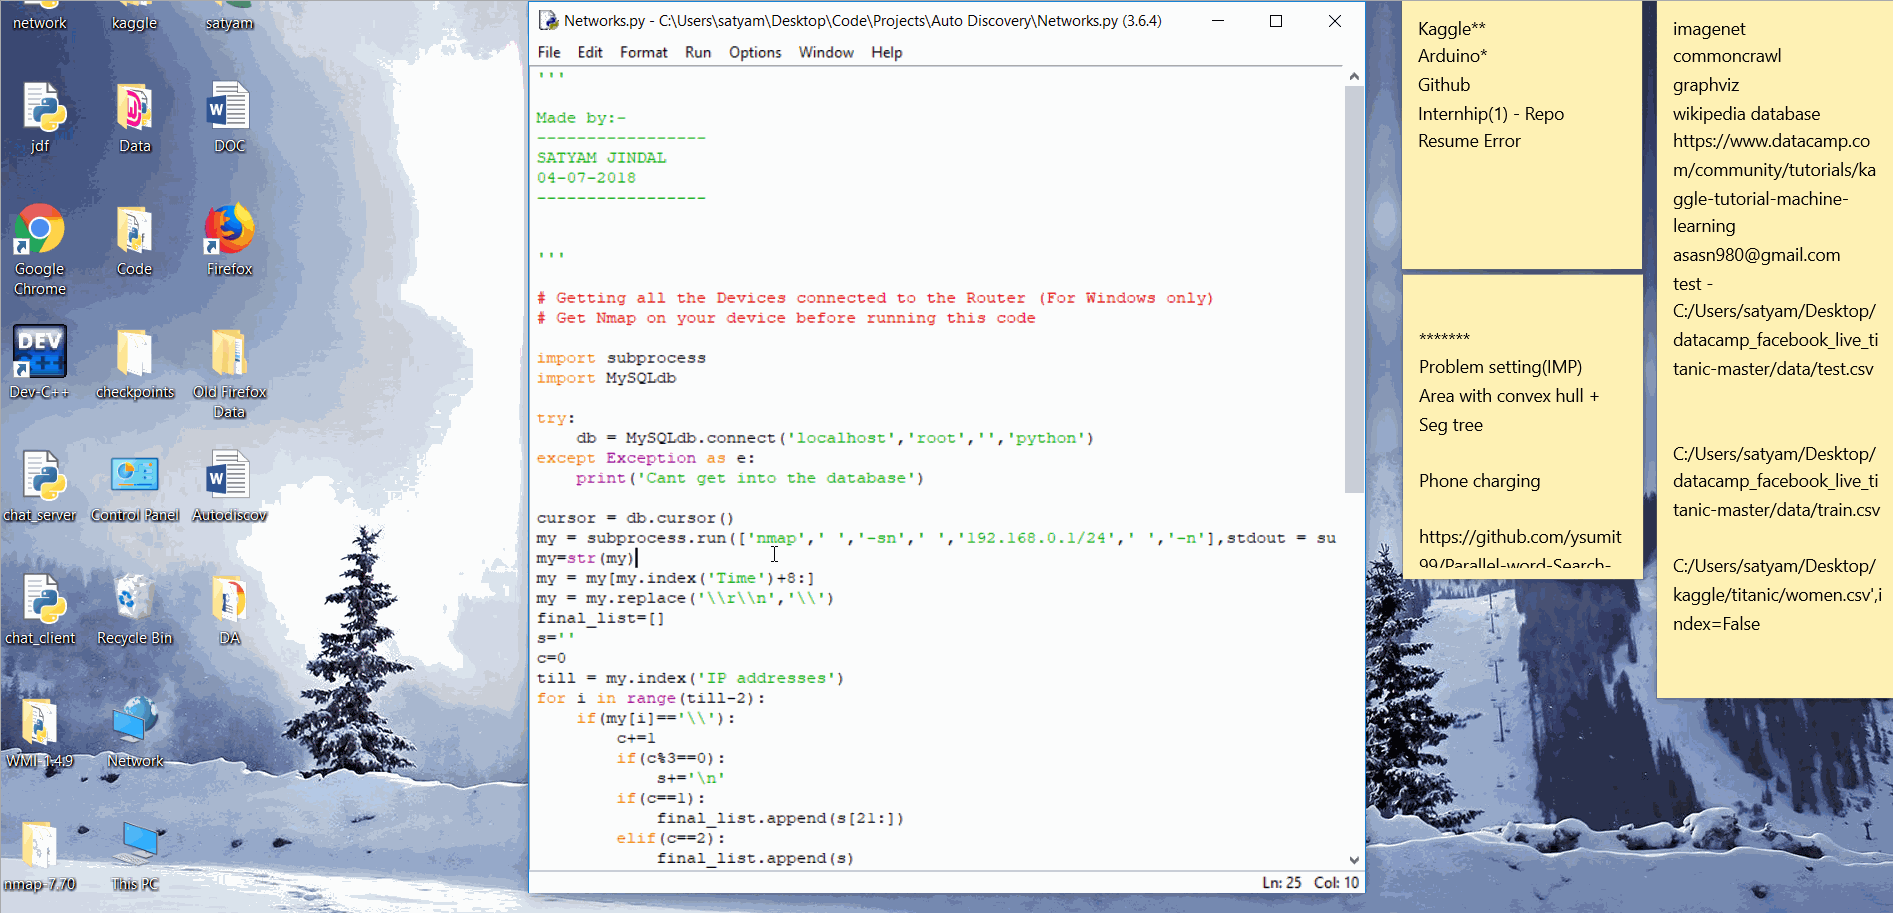 network
kaggle
satyam
jdf
Data
DOC
Google
Chrome
Code
Firefox
DEV
C++
Dev-C++
checkpoints
Old Firefox
Data
chat_server
Control Panel
Autodiscov
chat_client
Recycle Bin
DA
WMI-1.4.9
Network
nmap-7.70
This PC
Networks.py - C:\Users\satyam\Desktop\Code\Projects\Auto Discovery\Networks.py (3.6.4)
File Edit Format Run Options Window Help
'''
Made by:-
-----------------
SATYAM JINDAL
04-07-2018
-----------------
'''
# Getting all the Devices connected to the Router (For Windows only)
# Get Nmap on your device before running this code
import subprocess
import MySQLdb
try:
    db = MySQLdb.connect('localhost','root','','python')
except Exception as e:
    print('Cant get into the database')
cursor = db.cursor()
my = subprocess.run(['nmap',' ','-sn',' ','192.168.0.1/24',' ','-n'],stdout = su
my=str(my)
my = my[my.index('Time')+8:]
my = my.replace('\\r\\n','\\')
final_list=[]
s=''
c=0
till = my.index('IP addresses')
for i in range(till-2):
    if(my[i]=='\\'):
        c+=1
        if(c%3==0):
            s+='\n'
        if(c==1):
            final_list.append(s[21:])
        elif(c==2):
            final_list.append(s)
Ln: 25 Col: 10
Kaggle**
Arduino*
Github
Internhip(1) - Repo
Resume Error
*******
Problem setting(IMP)
Area with convex hull +
Seg tree
Phone charging
https://github.com/ysumit
99/Parallel-word-Search-
imagenet
commoncrawl
graphviz
wikipedia database
https://www.datacamp.co
m/community/tutorials/ka
ggle-tutorial-machine-
learning
asasn980@gmail.com
test -
C:/Users/satyam/Desktop/
datacamp_facebook_live_ti
tanic-master/data/test.csv
C:/Users/satyam/Desktop/
datacamp_facebook_live_ti
tanic-master/data/train.csv
C:/Users/satyam/Desktop/
kaggle/titanic/women.csv',i
ndex=False